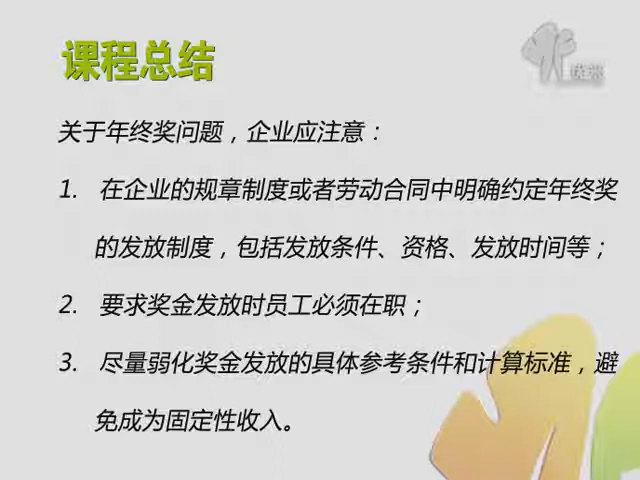 课程总结
关于年终奖问题，企业应注意：
1. 在企业的规章制度或者劳动合同中明确约定年终奖
的发放制度，包括发放条件、资格、发放时间等；
2. 要求奖金发放时员工必须在职；
3. 尽量弱化奖金发放的具体参考条件和计算标准，避
免成为固定性收入。